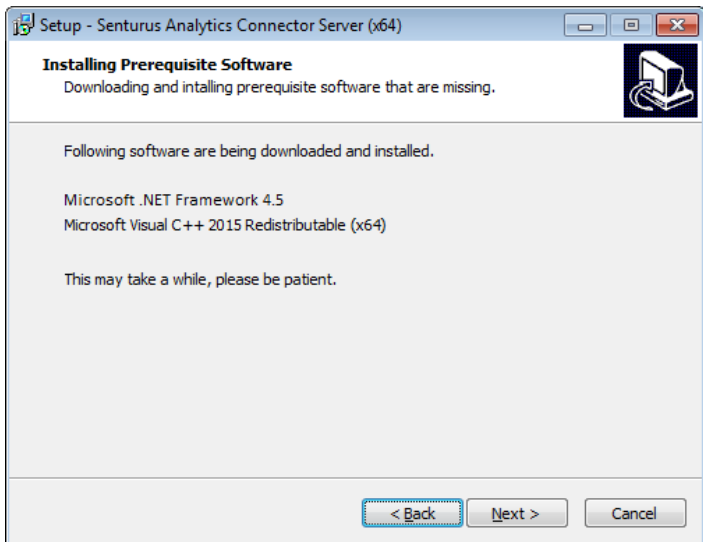 Setup - Senturus Analytics Connector Server (x64)
Installing Prerequisite Software
Downloading and intalling prerequisite software that are missing.
Following software are being downloaded and installed.
Microsoft .NET Framework 4.5
Microsoft Visual C++ 2015 Redistributable (x64)
This may take a while, please be patient.
< Back Next > Cancel